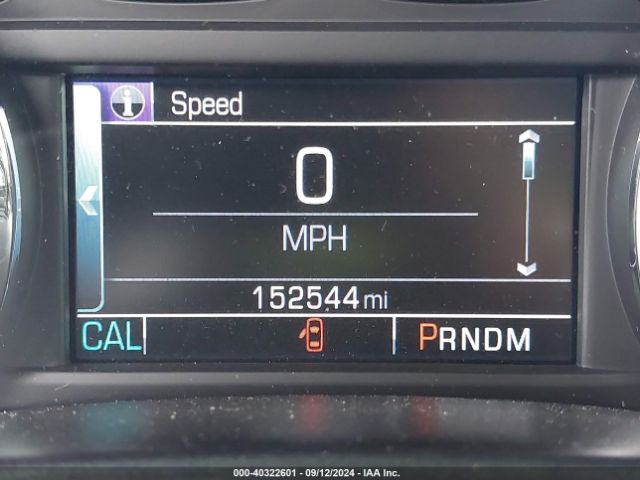 i Speed
0
MPH
152544 mi
CAL PRNDM
000-40322601 - 09/12/2024 - IAA Inc.